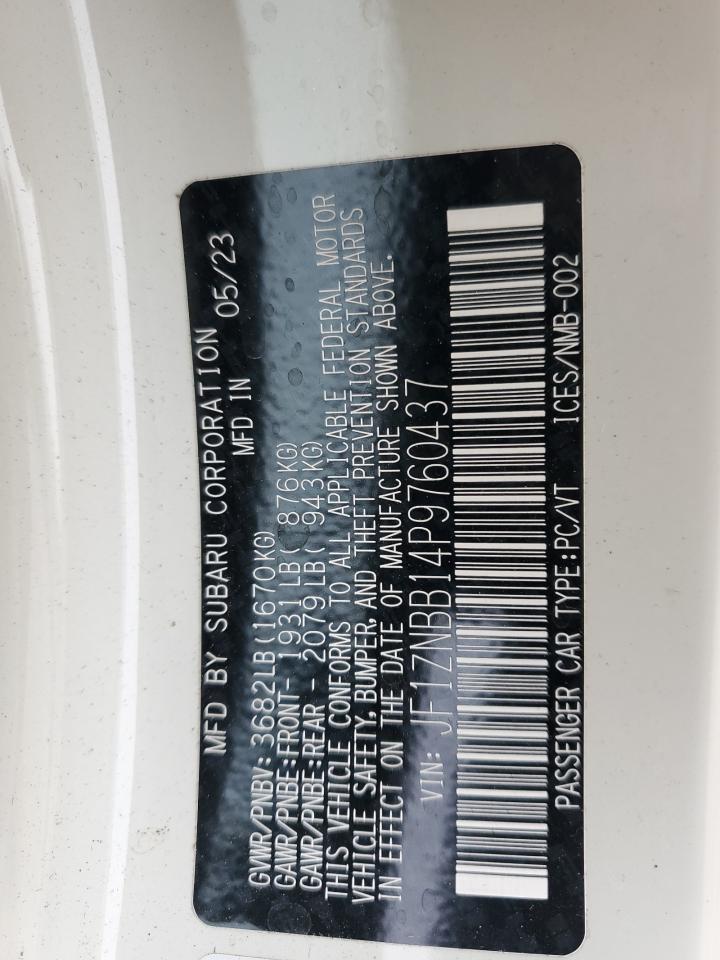 MFD BY SUBARU CORPORATION
MFD IN 05/23
GVWR/PNBV: 3682LB(1670KG)
GAWR/PNBE:FRONT- 1931LB( 876KG)
GAWR/PNBE:REAR - 2079LB( 943KG)
THIS VEHICLE CONFORMS TO ALL APPLICABLE FEDERAL MOTOR
VEHICLE SAFETY, BUMPER, AND THEFT PREVENTION STANDARDS
IN EFFECT ON THE DATE OF MANUFACTURE SHOWN ABOVE.
VIN: JF1ZNBB14P9760437
PASSENGER CAR TYPE:PC/VT ICES/NMB-002